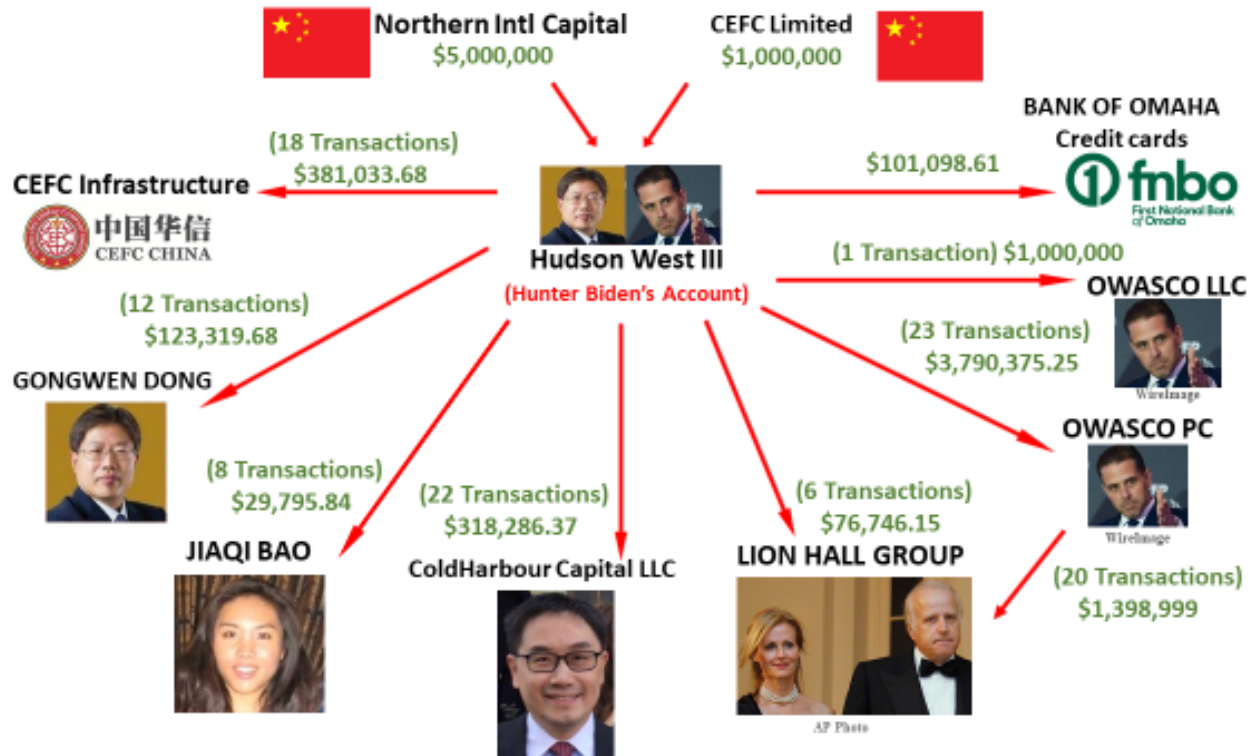 Northern Intl Capital
$5,000,000
CEFC Limited
$1,000,000
BANK OF OMAHA
Credit cards
fnbo
First National Bank
of Omaha
$101,098.61
(18 Transactions)
$381,033.68
CEFC Infrastructure
中国华信
CEFC CHINA
Hudson West III
(Hunter Biden's Account)
(1 Transaction) $1,000,000
OWASCO LLC
WireImage
(12 Transactions)
$123,319.68
GONGWEN DONG
(23 Transactions)
$3,790,375.25
OWASCO PC
WireImage
(8 Transactions)
$29,795.84
JIAQI BAO
(22 Transactions)
$318,286.37
ColdHarbour Capital LLC
(6 Transactions)
$76,746.15
LION HALL GROUP
AP Photo
(20 Transactions)
$1,398,999